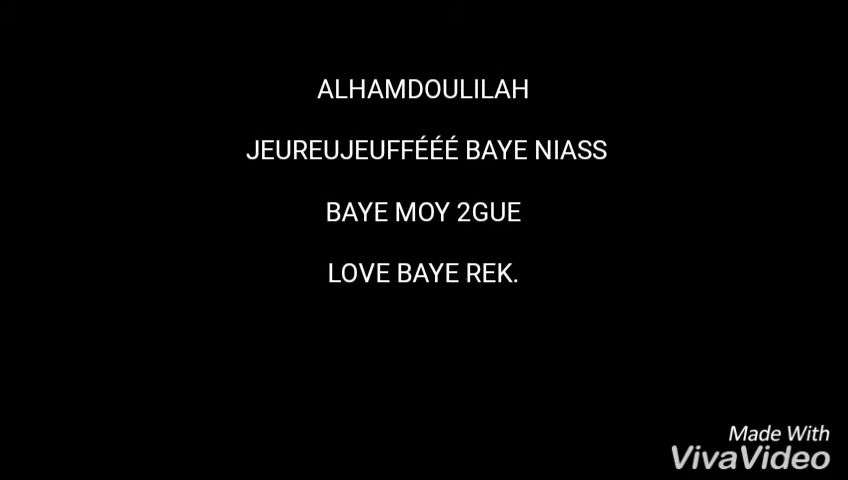 ALHAMDOULILAH
JEUREUJEUFFÉÉÉ BAYE NIASS
BAYE MOY 2GUE
LOVE BAYE REK.
Made With
VivaVideo